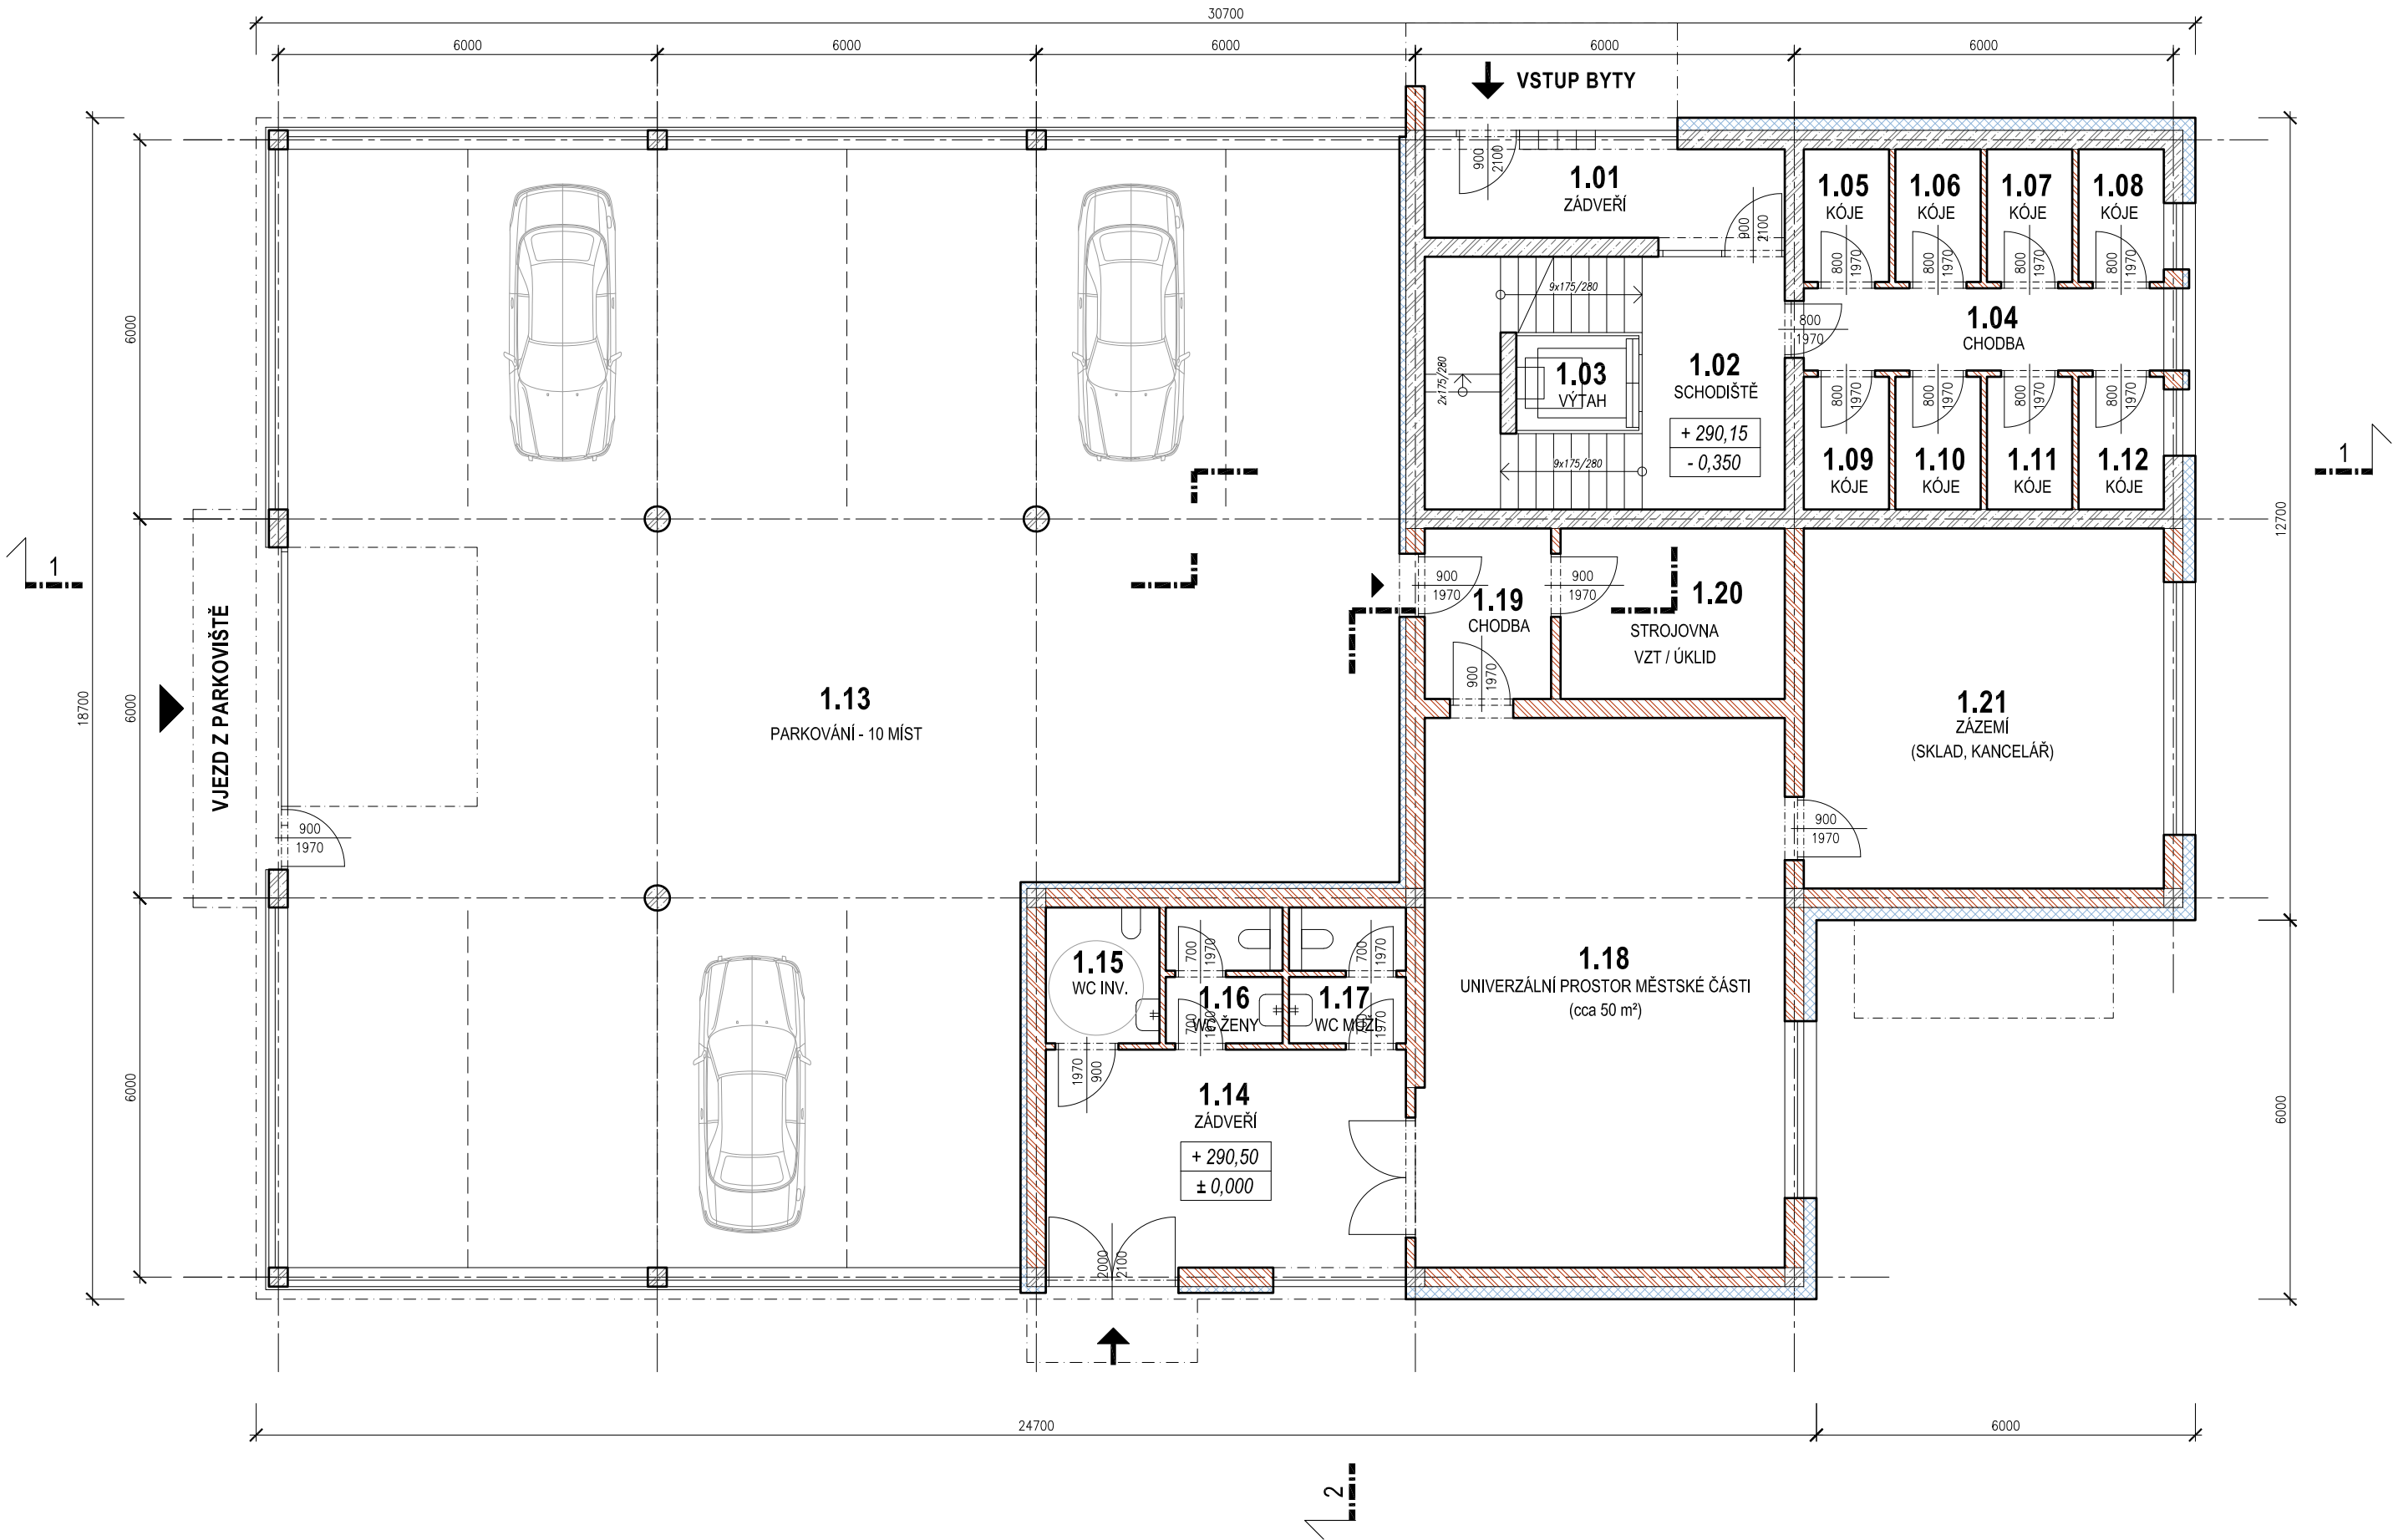 30700
6000 6000 6000 6000 6000
VSTUP BYTY
900 2100
1.01
ZÁDVEŘÍ
900 2100
1.05
KÓJE
1.06
KÓJE
1.07
KÓJE
1.08
KÓJE
800 1970
800 1970
800 1970
800 1970
9x175/280
2x175/280
1.03
VÝTAH
1.02
SCHODIŠTĚ
+ 290,15
- 0,350
9x175/280
800
1970
1.04
CHODBA
800 1970
800 1970
800 1970
800 1970
1.09
KÓJE
1.10
KÓJE
1.11
KÓJE
1.12
KÓJE
6000
6000
6000
18700
12700
6000
1
1
VJEZD Z PARKOVIŠTĚ
900
1970
1.13
PARKOVÁNÍ - 10 MÍST
900
1970
1.19
CHODBA
900 1970
900
1970
1.20
STROJOVNA
VZT / ÚKLID
1.21
ZÁZEMÍ
(SKLAD, KANCELÁŘ)
900
1970
1.15
WC INV.
700 1970
700 1970
1.16
WC ŽENY
700 1970
1.17
WC MUŽI
700 1970
1970 900
1.18
UNIVERZÁLNÍ PROSTOR MĚSTSKÉ ČÁSTI
(cca 50 m²)
1.14
ZÁDVEŘÍ
+ 290,50
± 0,000
2000 2100
24700
6000
2